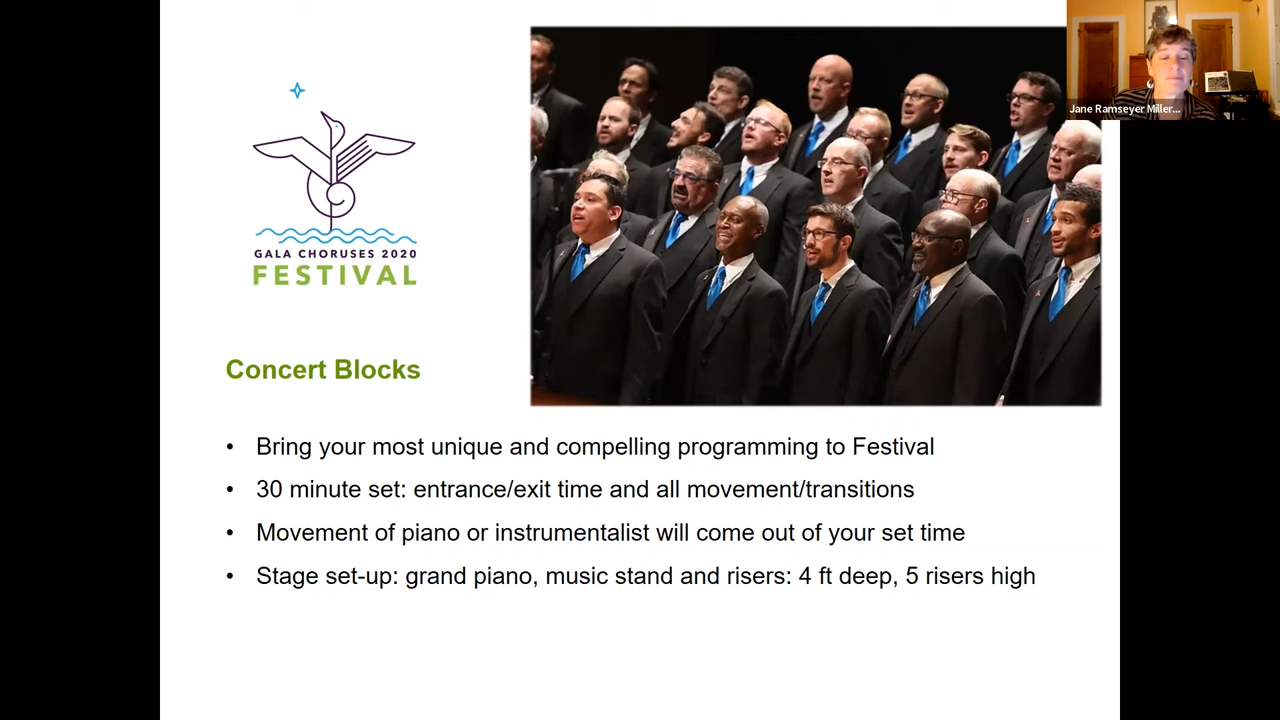 Jane Ramseyer Miller...
GALA CHORUSES 2020
FESTIVAL
Concert Blocks
• Bring your most unique and compelling programming to Festival
• 30 minute set: entrance/exit time and all movement/transitions
• Movement of piano or instrumentalist will come out of your set time
• Stage set-up: grand piano, music stand and risers: 4 ft deep, 5 risers high